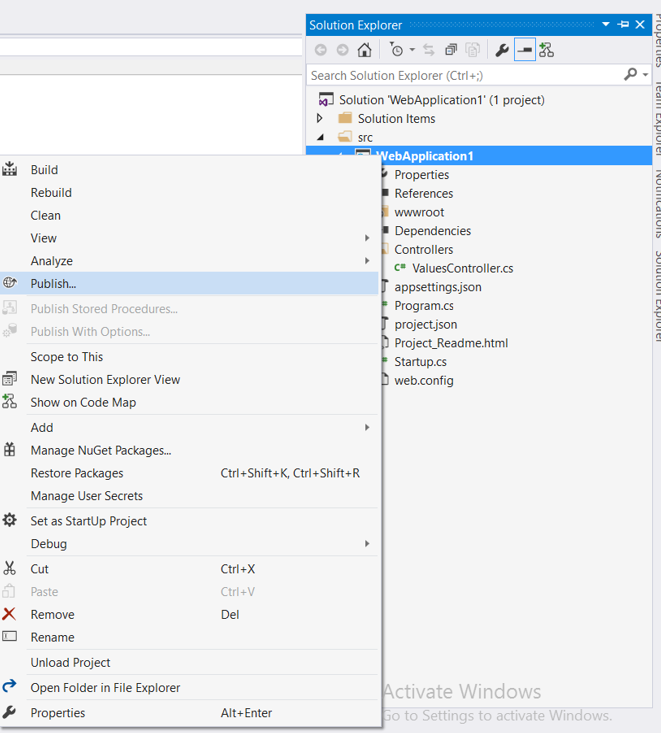 Solution Explorer
Search Solution Explorer (Ctrl+;)
Solution 'WebApplication1' (1 project)
Solution Items
src
WebApplication1
Properties
References
wwwroot
Dependencies
Controllers
C# ValuesController.cs
appsettings.json
Program.cs
project.json
Project_Readme.html
Startup.cs
web.config
Build
Rebuild
Clean
View
Analyze
Publish...
Publish Stored Procedures...
Publish With Options...
Scope to This
New Solution Explorer View
Show on Code Map
Add
Manage NuGet Packages...
Restore Packages Ctrl+Shift+K, Ctrl+Shift+R
Manage User Secrets
Set as StartUp Project
Debug
Cut Ctrl+X
Paste Ctrl+V
Remove Del
Rename
Unload Project
Open Folder in File Explorer
Properties Alt+Enter
Activate Windows
Go to Settings to activate Windows.
Properties
Team Explorer
Notifications
Solution Explorer